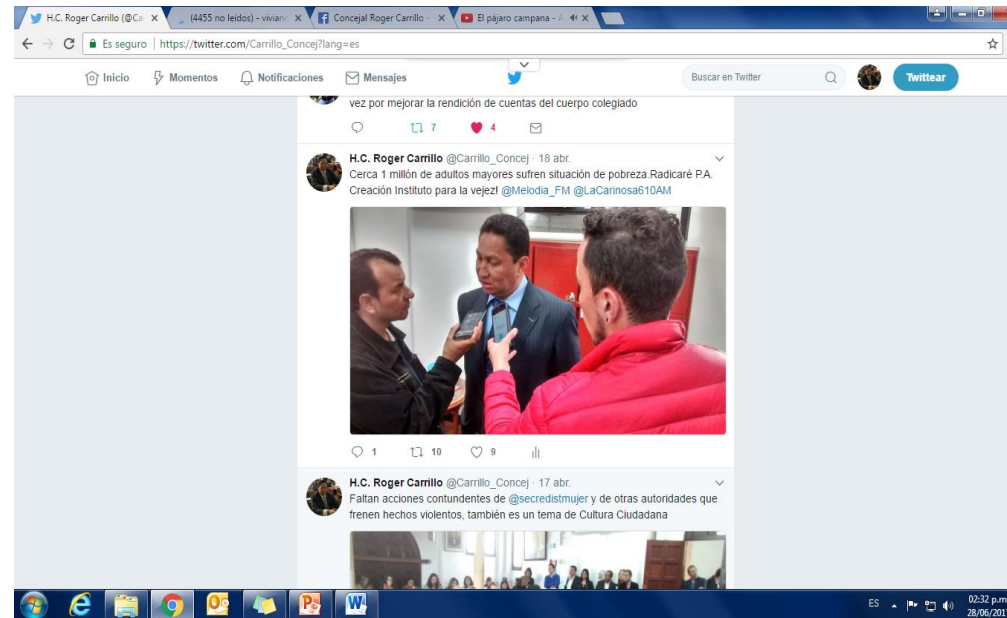 H.C. Roger Carrillo (@Ca
(4455 no leidos) - vivian
Concejal Roger Carrillo -
El pájaro campana - A
Es seguro | https://twitter.com/Carrillo_Concej?lang=es
Inicio
Momentos
Notificaciones
Mensajes
Buscar en Twitter
Twittear
vez por mejorar la rendición de cuentas del cuerpo colegiado
7
4
H.C. Roger Carrillo @Carrillo_Concej · 18 abr.
Cerca 1 millón de adultos mayores sufren situación de pobreza.Radicaré P.A.
Creación Instituto para la vejez! @Melodia_FM @LaCarinosa610AM
1
10
9
H.C. Roger Carrillo @Carrillo_Concej · 17 abr.
Faltan acciones contundentes de @secredistmujer y de otras autoridades que
frenen hechos violentos, también es un tema de Cultura Ciudadana
ES
02:32 p.m
28/06/201